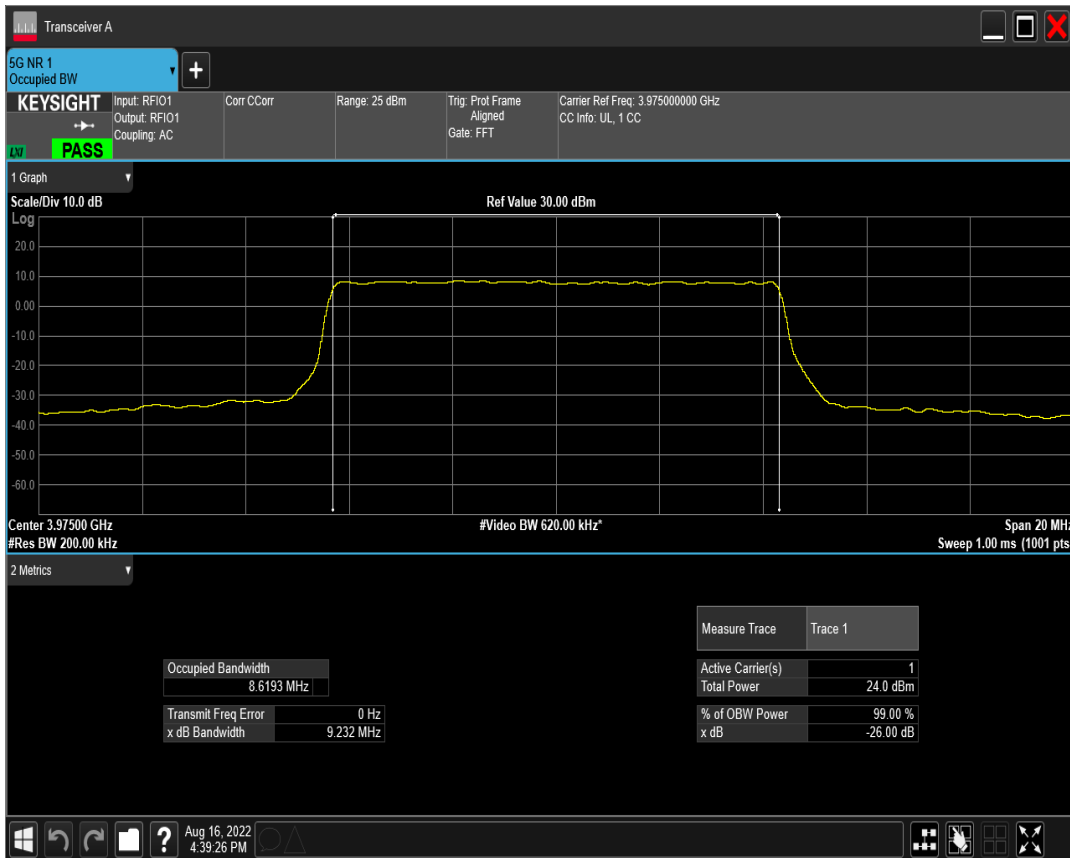 Transceiver A
5G NR 1
Occupied BW
+
KEYSIGHT
LXI
PASS
Input: RFIO1
Output: RFIO1
Coupling: AC
Corr CCorr
Range: 25 dBm
Trig: Prot Frame
Aligned
Gate: FFT
Carrier Ref Freq: 3.975000000 GHz
CC Info: UL, 1 CC
1 Graph
Scale/Div 10.0 dB
Ref Value 30.00 dBm
Log
20.0
10.0
0.00
-10.0
-20.0
-30.0
-40.0
-50.0
-60.0
Center 3.97500 GHz
#Video BW 620.00 kHz*
Span 20 MHz
#Res BW 200.00 kHz
Sweep 1.00 ms (1001 pts
2 Metrics
Measure Trace Trace 1
Occupied Bandwidth
8.6193 MHz
Active Carrier(s) 1
Total Power 24.0 dBm
Transmit Freq Error 0 Hz
x dB Bandwidth 9.232 MHz
% of OBW Power 99.00 %
x dB -26.00 dB
?
Aug 16, 2022
4:39:26 PM